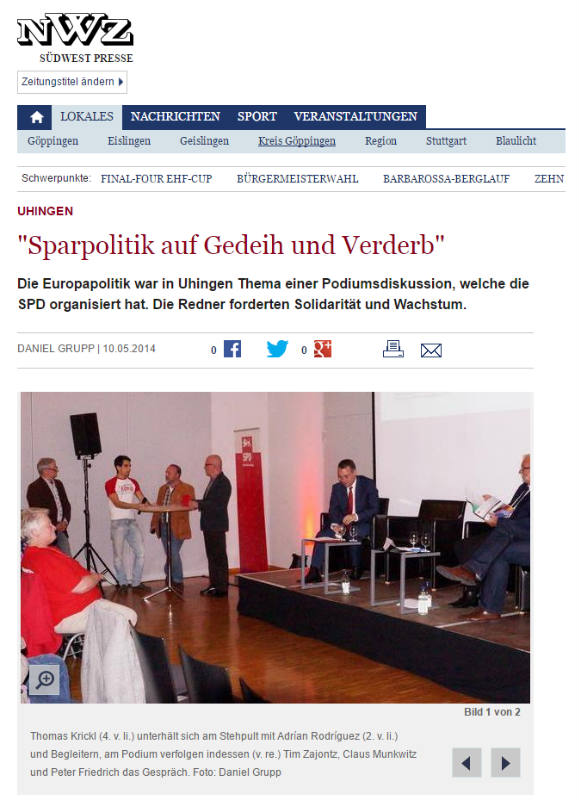 NWZ
SÜDWEST PRESSE
Zeitungstitel ändern
LOKALES NACHRICHTEN SPORT VERANSTALTUNGEN
Göppingen Eislingen Geislingen Kreis Göppingen Region Stuttgart Blaulicht
Schwerpunkte: FINAL-FOUR EHF-CUP BÜRGERMEISTERWAHL BARBAROSSA-BERGLAUF ZEHN
UHINGEN
"Sparpolitik auf Gedeih und Verderb"
Die Europapolitik war in Uhingen Thema einer Podiumsdiskussion, welche die
SPD organisiert hat. Die Redner forderten Solidarität und Wachstum.
DANIEL GRUPP | 10.05.2014 0 f 0 g+
SPD
Bild 1 von 2
Thomas Krickl (4. v. li.) unterhält sich am Stehpult mit Adrían Rodríguez (2. v. li.)
und Begleitern, am Podium verfolgen indessen (v. re.) Tim Zajontz, Claus Munkwitz
und Peter Friedrich das Gespräch. Foto: Daniel Grupp